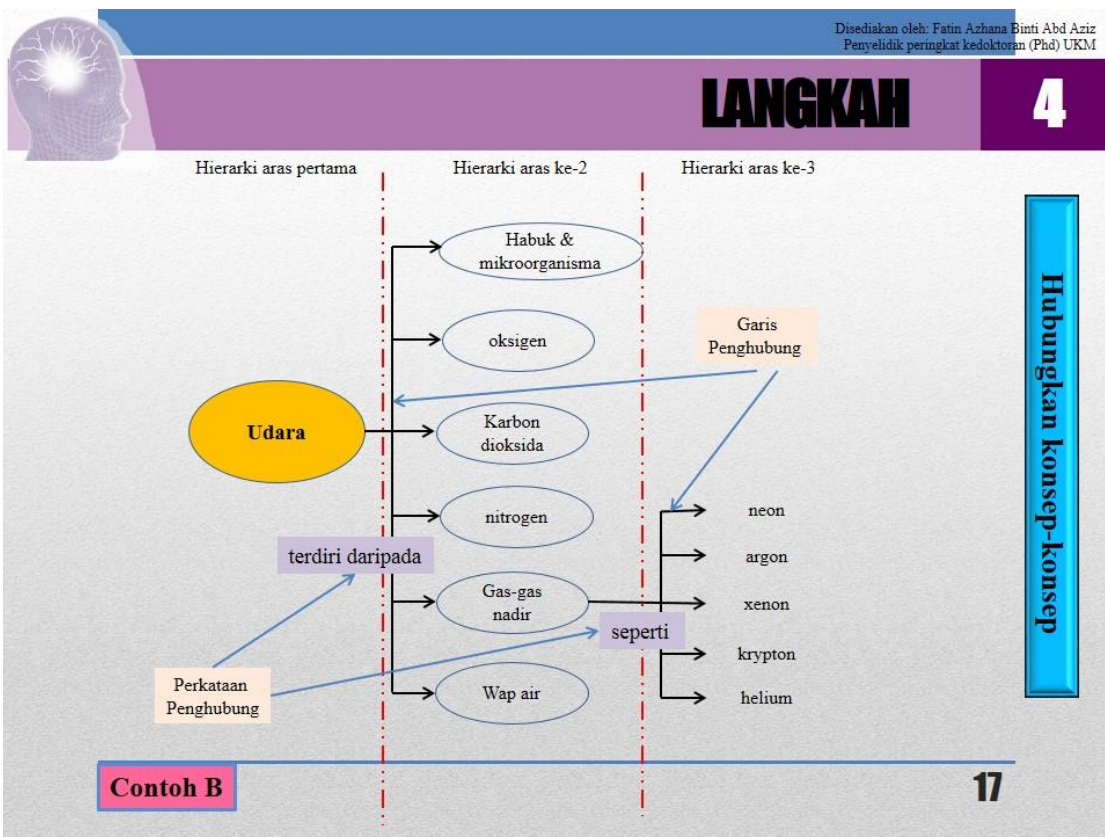 Disediakan oleh: Fatin Azhana Binti Abd Aziz
Penyelidik peringkat kedoktoran (Phd) UKM
LANGKAH
4
Hierarki aras pertama
Hierarki aras ke-2
Hierarki aras ke-3
Habuk &
mikroorganisma
oksigen
Garis
Penghubung
Udara
Karbon
dioksida
nitrogen
neon
terdiri daripada
argon
Gas-gas
nadir
xenon
seperti
krypton
Perkataan
Penghubung
Wap air
helium
Hubungkan konsep-konsep
Contoh B
17